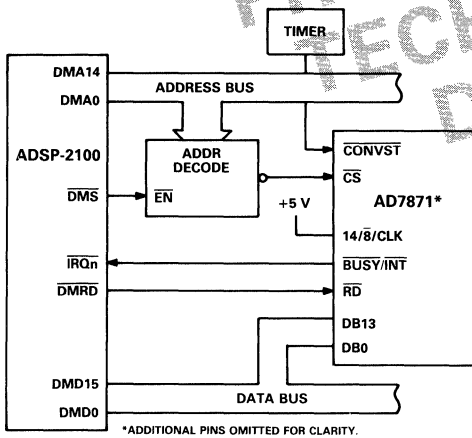 TIMER
DMA14
ADDRESS BUS
DMA0
ADSP-2100
ADDR
DECODE
CONVST
CS
DMS
EN
+5 V
AD7871*
14/8/CLK
IRQn
BUSY/INT
DMRD
RD
DB13
DB0
DMD15
DATA BUS
DMD0
*ADDITIONAL PINS OMITTED FOR CLARITY.